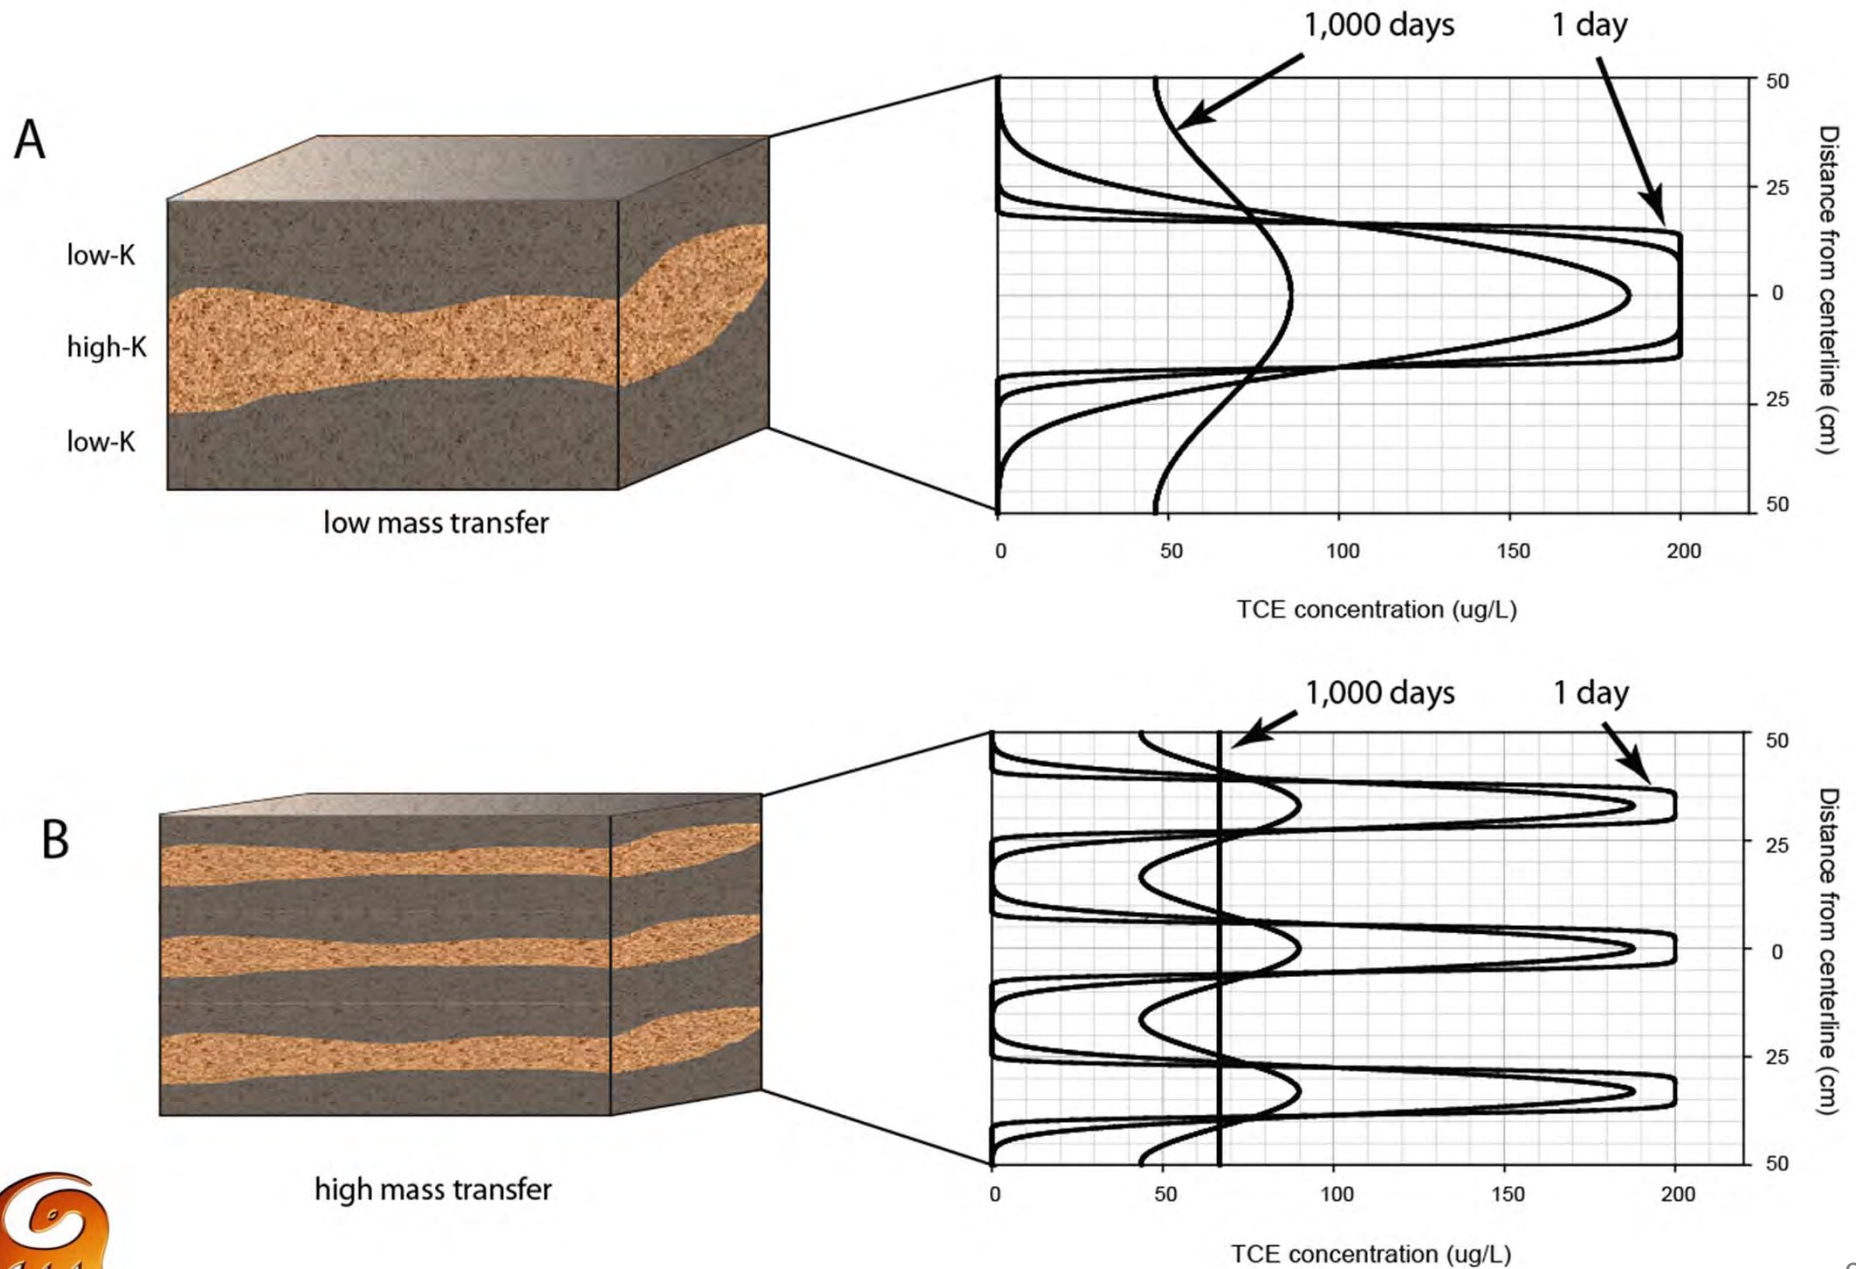 1,000 days
1 day
A
low-K
high-K
low-K
low mass transfer
50
25
0
25
50
Distance from centerline (cm)
0
50
100
150
200
TCE concentration (ug/L)
1,000 days
1 day
B
high mass transfer
50
25
0
25
50
Distance from centerline (cm)
0
50
100
150
200
TCE concentration (ug/L)